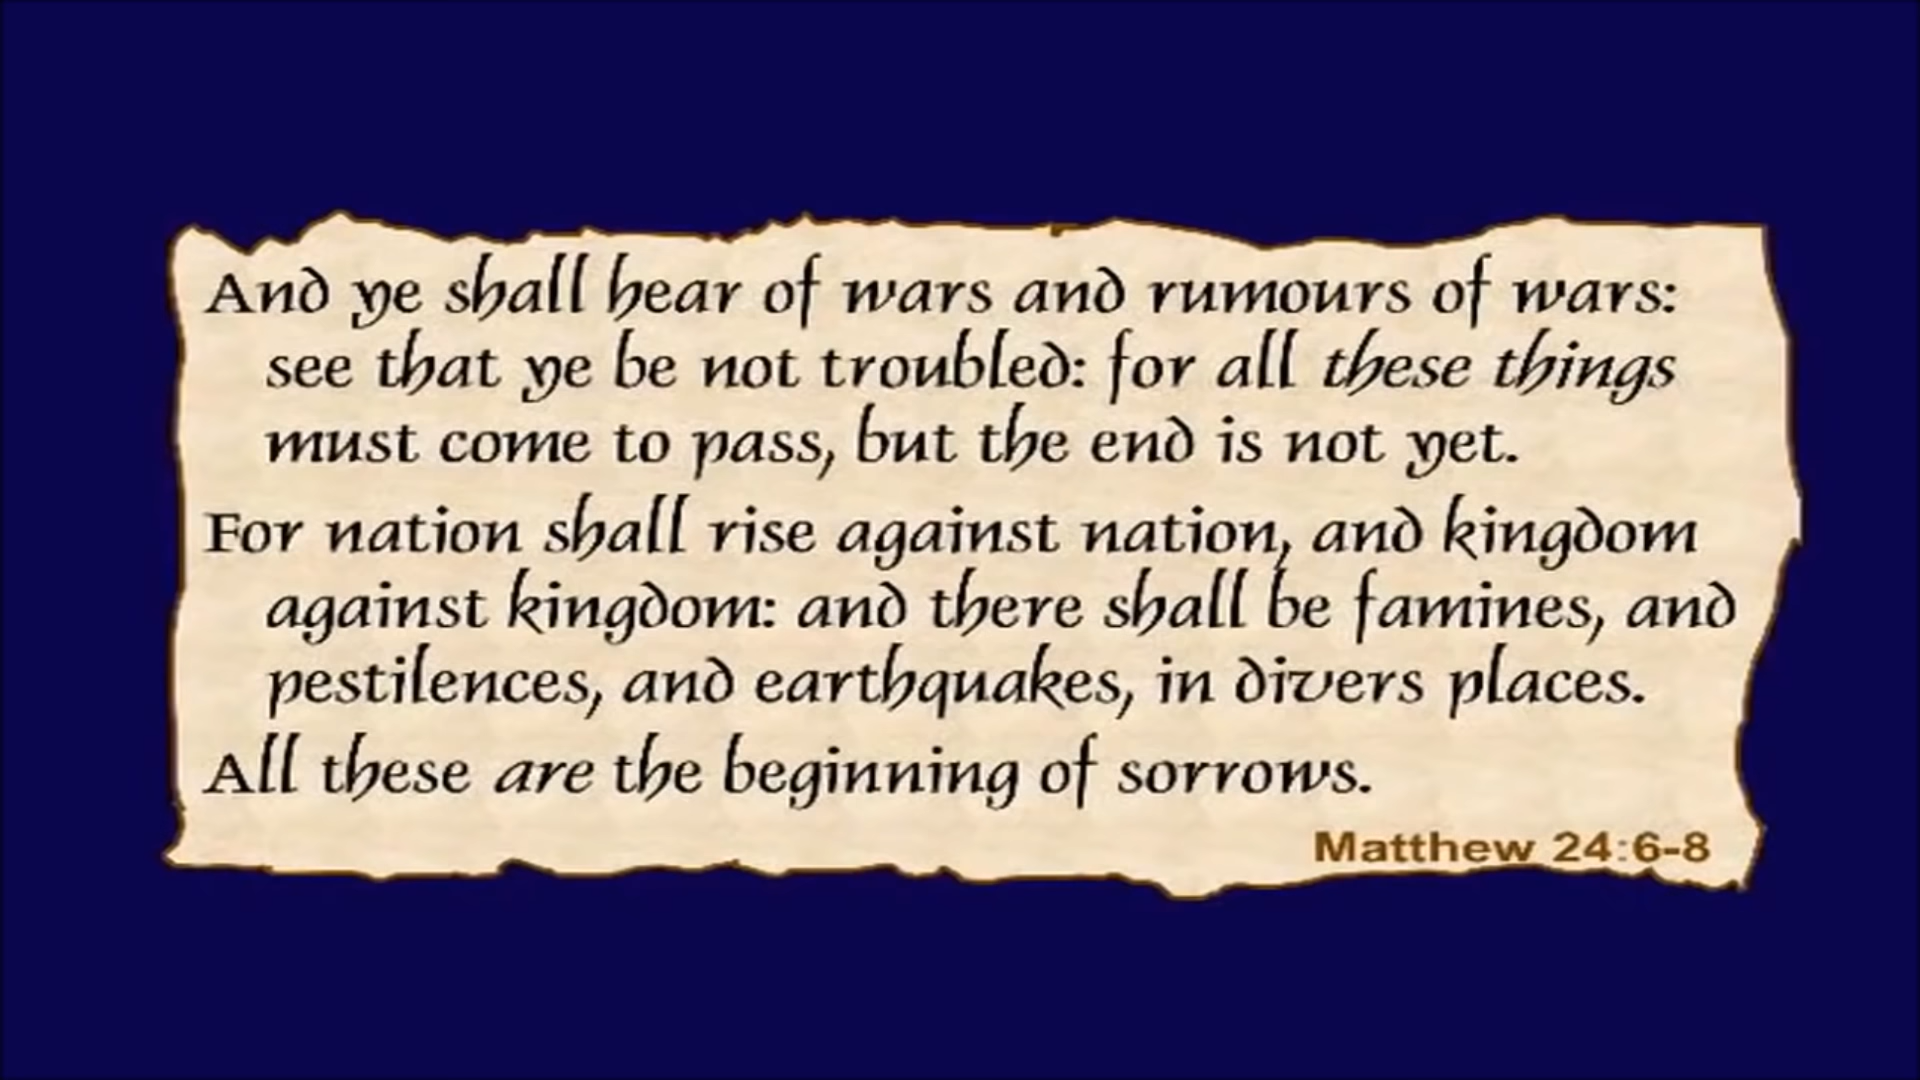 And ye shall hear of wars and rumours of wars:
see that ye be not troubled: for all these things
must come to pass, but the end is not yet.
For nation shall rise against nation, and kingdom
against kingdom: and there shall be famines, and
pestilences, and earthquakes, in divers places.
All these are the beginning of sorrows.
Matthew 24:6-8